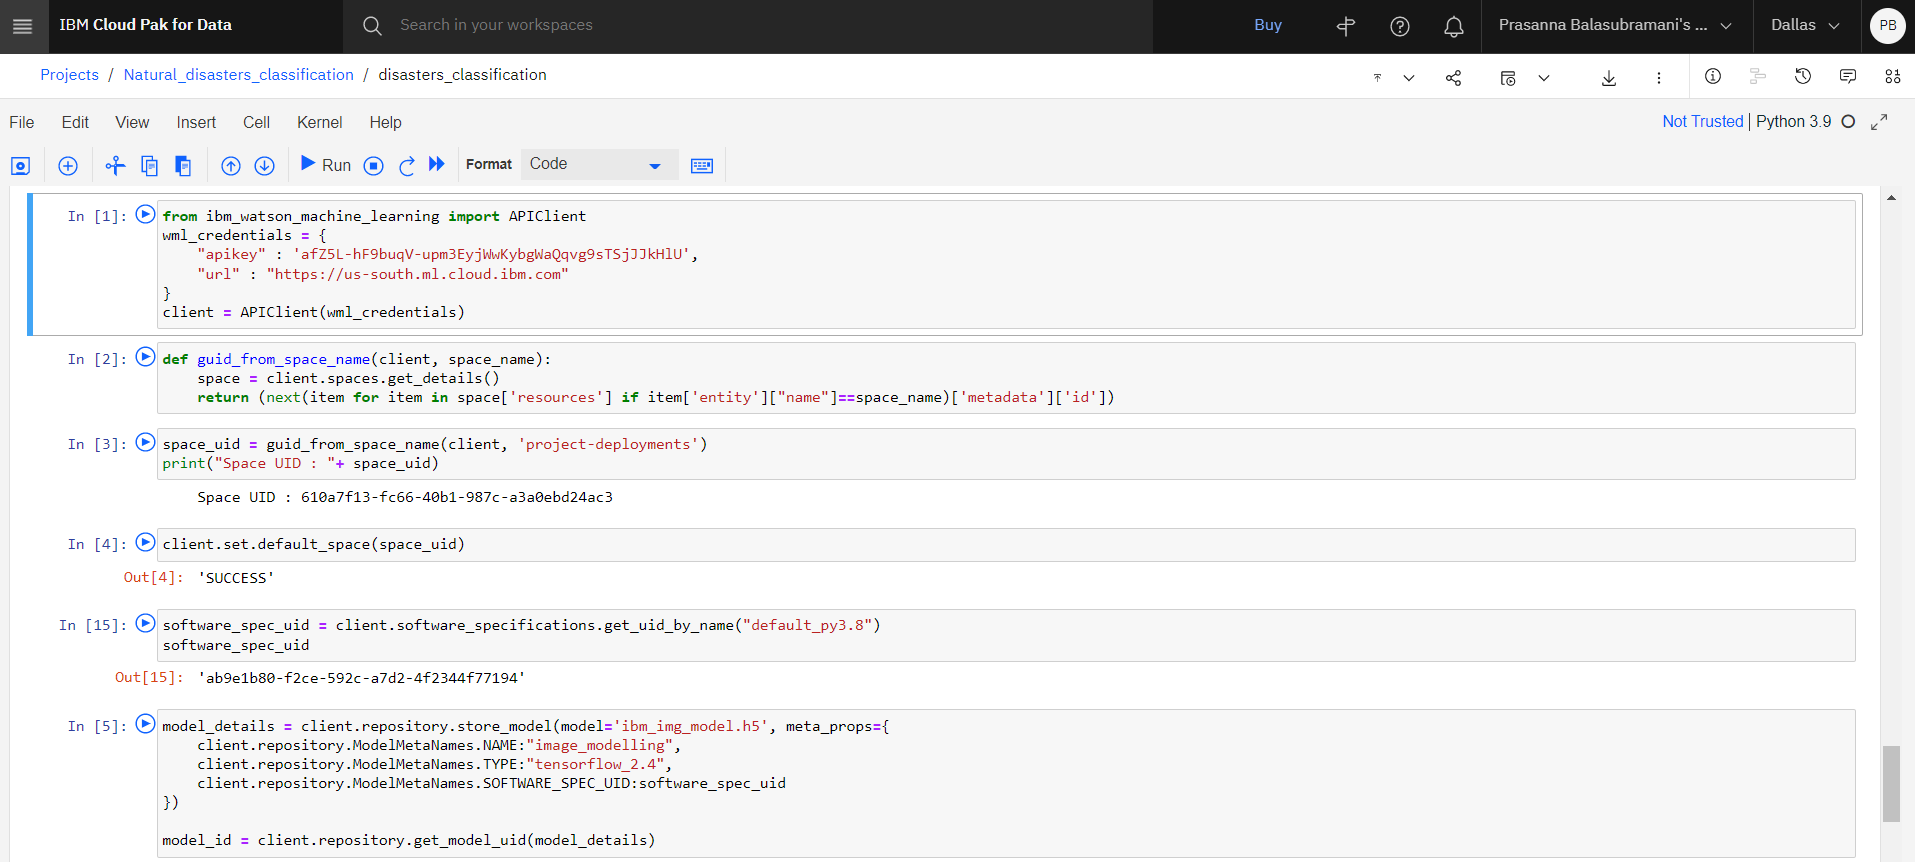 IBM Cloud Pak for Data
Search in your workspaces
Buy
Prasanna Balasubramani's ...
Dallas
PB
Projects / Natural_disasters_classification / disasters_classification
File Edit View Insert Cell Kernel Help
Not Trusted | Python 3.9
Run
Format
Code
In [1]:
from ibm_watson_machine_learning import APIClient
wml_credentials = {
    "apikey" : 'afZ5L-hF9buqV-upm3EyjWwKybgWaQqvg9sTSjJJkHlU',
    "url" : "https://us-south.ml.cloud.ibm.com"
}
client = APIClient(wml_credentials)
In [2]:
def guid_from_space_name(client, space_name):
    space = client.spaces.get_details()
    return (next(item for item in space['resources'] if item['entity']["name"]==space_name)['metadata']['id'])
In [3]:
space_uid = guid_from_space_name(client, 'project-deployments')
print("Space UID : "+ space_uid)
Space UID : 610a7f13-fc66-40b1-987c-a3a0ebd24ac3
In [4]:
client.set.default_space(space_uid)
Out[4]: 'SUCCESS'
In [15]:
software_spec_uid = client.software_specifications.get_uid_by_name("default_py3.8")
software_spec_uid
Out[15]: 'ab9e1b80-f2ce-592c-a7d2-4f2344f77194'
In [5]:
model_details = client.repository.store_model(model='ibm_img_model.h5', meta_props={
    client.repository.ModelMetaNames.NAME:"image_modelling",
    client.repository.ModelMetaNames.TYPE:"tensorflow_2.4",
    client.repository.ModelMetaNames.SOFTWARE_SPEC_UID:software_spec_uid
})
model_id = client.repository.get_model_uid(model_details)